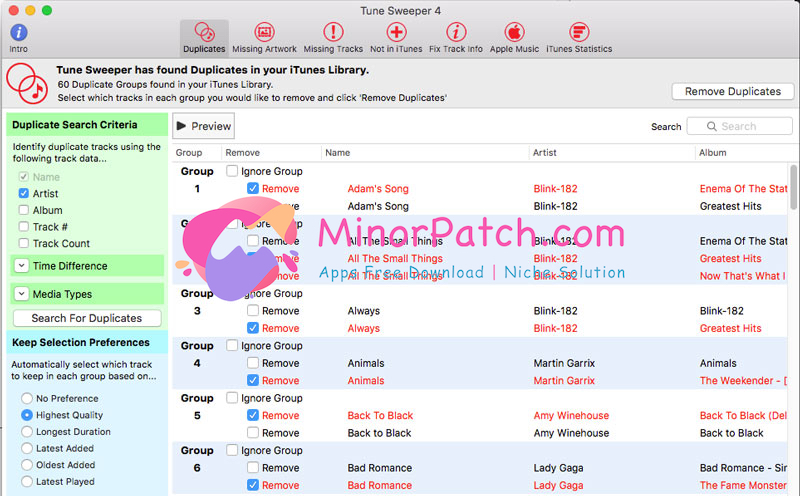 Tune Sweeper 4
Intro
Duplicates Missing Artwork Missing Tracks Not in iTunes Fix Track Info Apple Music iTunes Statistics
Tune Sweeper has found Duplicates in your iTunes Library.
60 Duplicate Groups found in your iTunes Library.
Select which tracks in each group you would like to remove and click 'Remove Duplicates'
Remove Duplicates
Duplicate Search Criteria
Identify duplicate tracks using the
following track data...
Name
Artist
Album
Track #
Track Count
Time Difference
Media Types
Search For Duplicates
Keep Selection Preferences
Automatically select which track
to keep in each group based on...
No Preference
Highest Quality
Longest Duration
Latest Added
Oldest Added
Latest Played
Preview
Search Search
Group Remove Name Artist Album
Group Ignore Group
1 Remove Adam's Song Blink-182 Enema Of The Stat
Remove Adam's Song Blink-182 Greatest Hits
Ignore Group
Remove All The Small Things Blink-182 Enema Of The Stat
All The Small Things Blink-182 Greatest Hits
All The Small Things Blink-182 Now That's What I
MinorPatch.com
Apps Free Download | Niche Solution
Group Ignore Group
3 Remove Always Blink-182 Blink-182
Remove Always Blink-182 Greatest Hits
Group Ignore Group
4 Remove Animals Martin Garrix Animals
Remove Animals Martin Garrix The Weekender - [
Group Ignore Group
5 Remove Back To Black Amy Winehouse Back To Black (Del
Remove Back to Black Amy Winehouse Back To Black
Group Ignore Group
6 Remove Bad Romance Lady Gaga Bad Romance - Sin
Remove Bad Romance Lady Gaga The Fame Monster